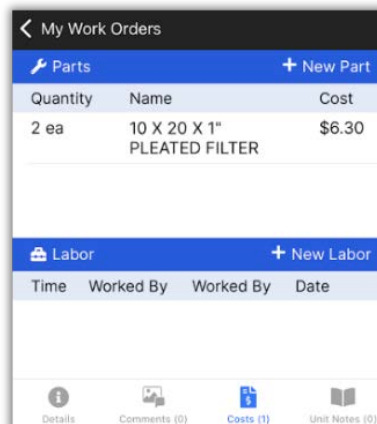 My Work Orders
Parts + New Part
Quantity Name Cost
2 ea 10 X 20 X 1" $6.30
PLEATED FILTER
Labor + New Labor
Time Worked By Worked By Date
Details Comments (0) Costs (1) Unit Notes (0)